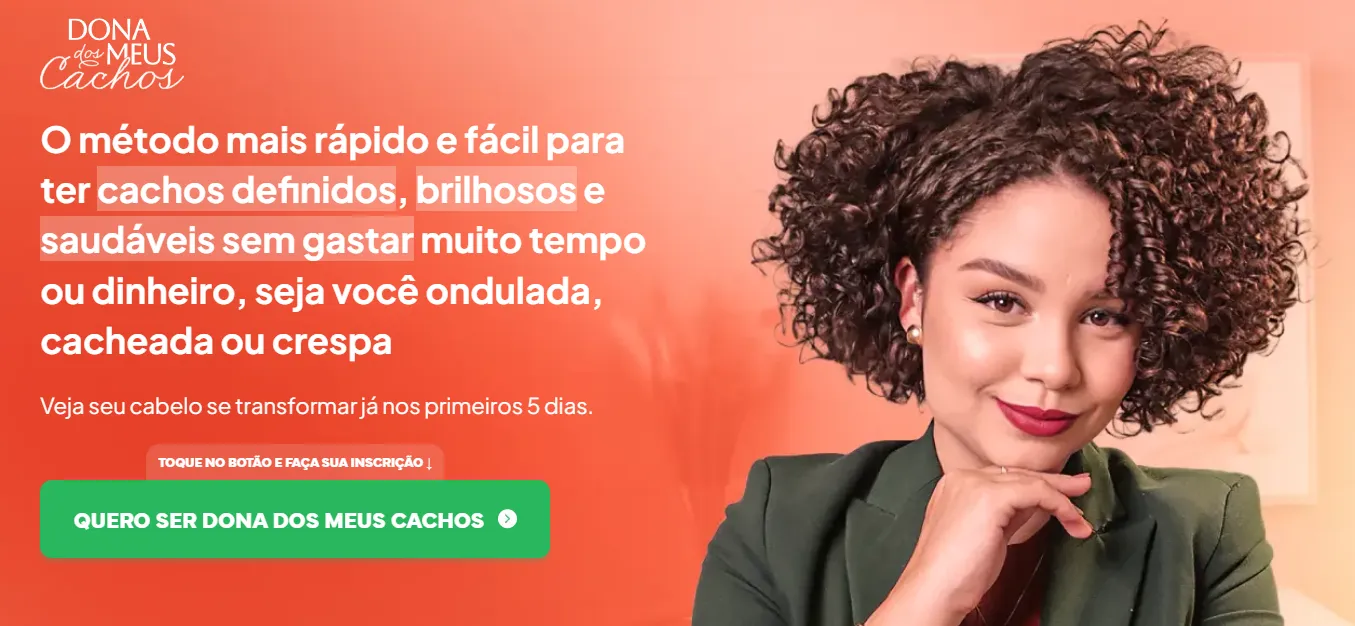 DONA
dos MEUS
Cachos
O método mais rápido e fácil para
ter cachos definidos, brilhosos e
saudáveis sem gastar muito tempo
ou dinheiro, seja você ondulada,
cacheada ou crespa
Veja seu cabelo se transformar já nos primeiros 5 dias.
TOQUE NO BOTÃO E FAÇA SUA INSCRIÇÃO ↓
QUERO SER DONA DOS MEUS CACHOS